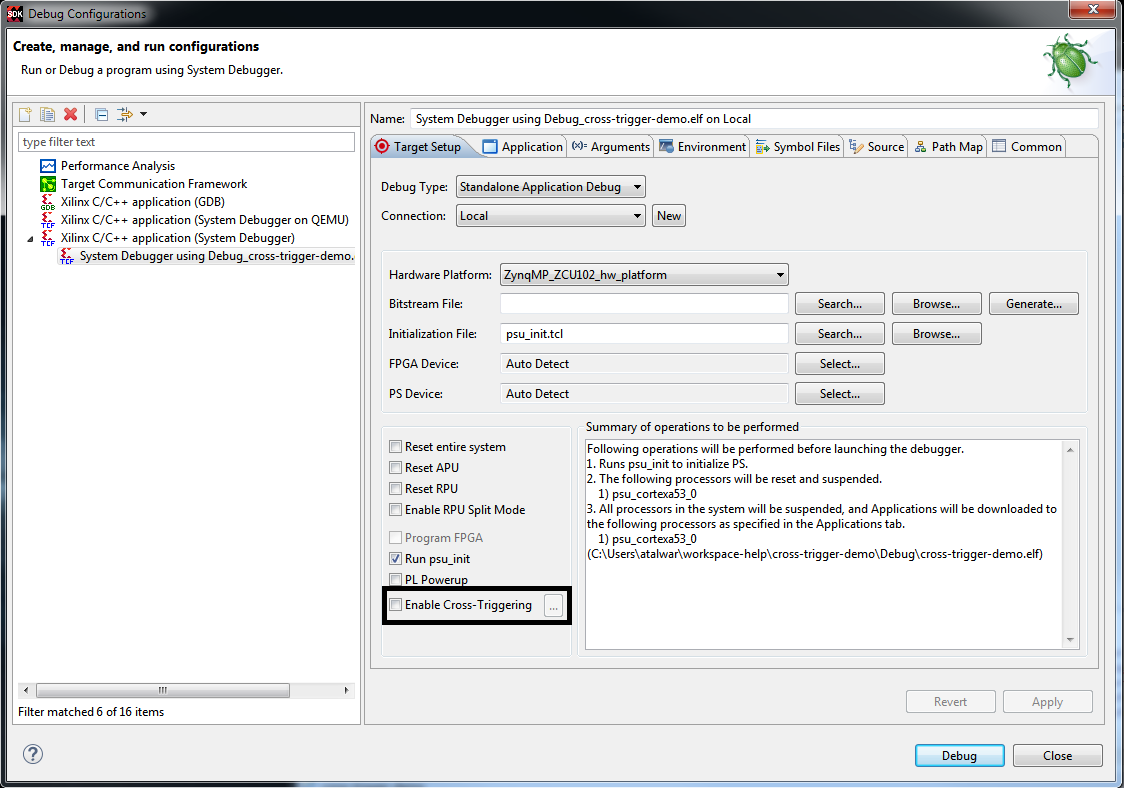 SDK Debug Configurations
Create, manage, and run configurations
Run or Debug a program using System Debugger.
type filter text
Performance Analysis
Target Communication Framework
GDB Xilinx C/C++ application (GDB)
TCF Xilinx C/C++ application (System Debugger on QEMU)
TCF Xilinx C/C++ application (System Debugger)
TCF System Debugger using Debug_cross-trigger-demo.
Filter matched 6 of 16 items
Name: System Debugger using Debug_cross-trigger-demo.elf on Local
Target Setup Application (x)= Arguments Environment Symbol Files Source Path Map Common
Debug Type: Standalone Application Debug
Connection: Local New
Hardware Platform: ZynqMP_ZCU102_hw_platform
Bitstream File: Search... Browse... Generate...
Initialization File: psu_init.tcl Search... Browse...
FPGA Device: Auto Detect Select...
PS Device: Auto Detect Select...
Reset entire system
Reset APU
Reset RPU
Enable RPU Split Mode
Program FPGA
Run psu_init
PL Powerup
Enable Cross-Triggering ...
Summary of operations to be performed
Following operations will be performed before launching the debugger.
1. Runs psu_init to initialize PS.
2. The following processors will be reset and suspended.
1) psu_cortexa53_0
3. All processors in the system will be suspended, and Applications will be downloaded to
the following processors as specified in the Applications tab.
1) psu_cortexa53_0
(C:\Users\atalwar\workspace-help\cross-trigger-demo\Debug\cross-trigger-demo.elf)
Revert Apply
? Debug Close